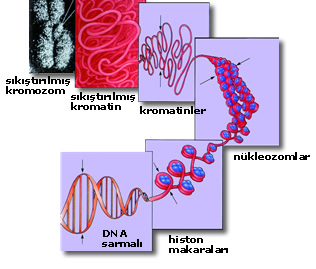 sıkıştırılmış
kromozom
sıkıştırılmış
kromatin
kromatinler
nükleozomlar
DNA
sarmalı
histon
makaraları